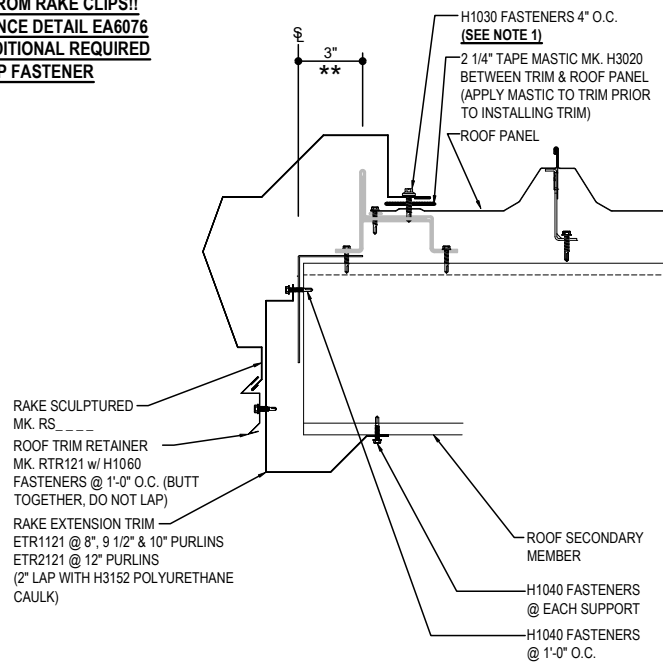 ROM RAKE CLIPS!!
NCE DETAIL EA6076
DITIONAL REQUIRED
P FASTENER
3"
**
H1030 FASTENERS 4" O.C.
(SEE NOTE 1)
2 1/4" TAPE MASTIC MK. H3020
BETWEEN TRIM & ROOF PANEL
(APPLY MASTIC TO TRIM PRIOR
TO INSTALLING TRIM)
ROOF PANEL
RAKE SCULPTURED
MK. RS_ _ _ _
ROOF TRIM RETAINER
MK. RTR121 w/ H1060
FASTENERS @ 1'-0" O.C. (BUTT
TOGETHER, DO NOT LAP)
RAKE EXTENSION TRIM
ETR1121 @ 8", 9 1/2" & 10" PURLINS
ETR2121 @ 12" PURLINS
(2" LAP WITH H3152 POLYURETHANE
CAULK)
ROOF SECONDARY
MEMBER
H1040 FASTENERS
@ EACH SUPPORT
H1040 FASTENERS
@ 1'-0" O.C.